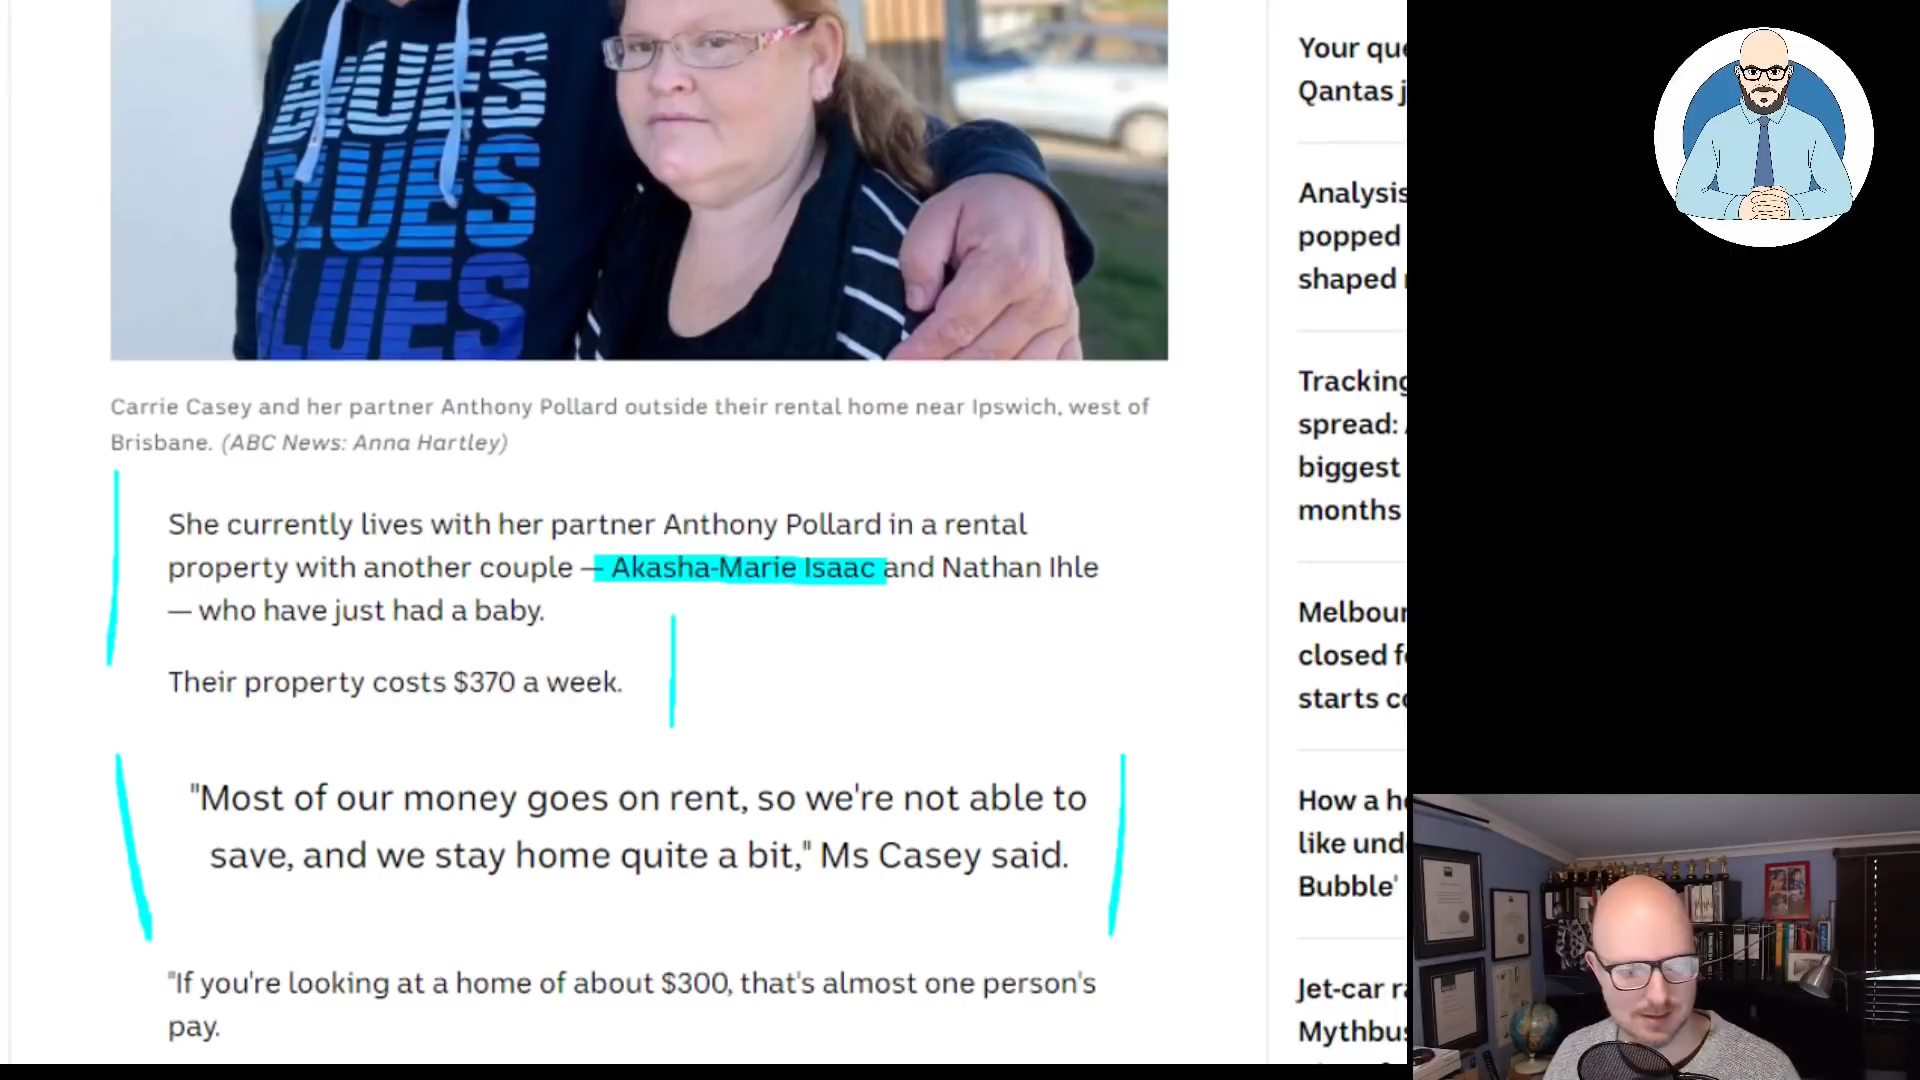 BLUES
BLUES
BLUES
BLUES
Carrie Casey and her partner Anthony Pollard outside their rental home near Ipswich, west of
Brisbane. (ABC News: Anna Hartley)
She currently lives with her partner Anthony Pollard in a rental
property with another couple — Akasha-Marie Isaac and Nathan Ihle
— who have just had a baby.
Their property costs $370 a week.
"Most of our money goes on rent, so we're not able to
save, and we stay home quite a bit," Ms Casey said.
"If you're looking at a home of about $300, that's almost one person's
pay.
Your que
Qantas j
Analysis
popped
shaped
Tracking
spread:
biggest
months
Melbour
closed f
starts c
How a h
like und
Bubble'
Jet-car r
Mythbus